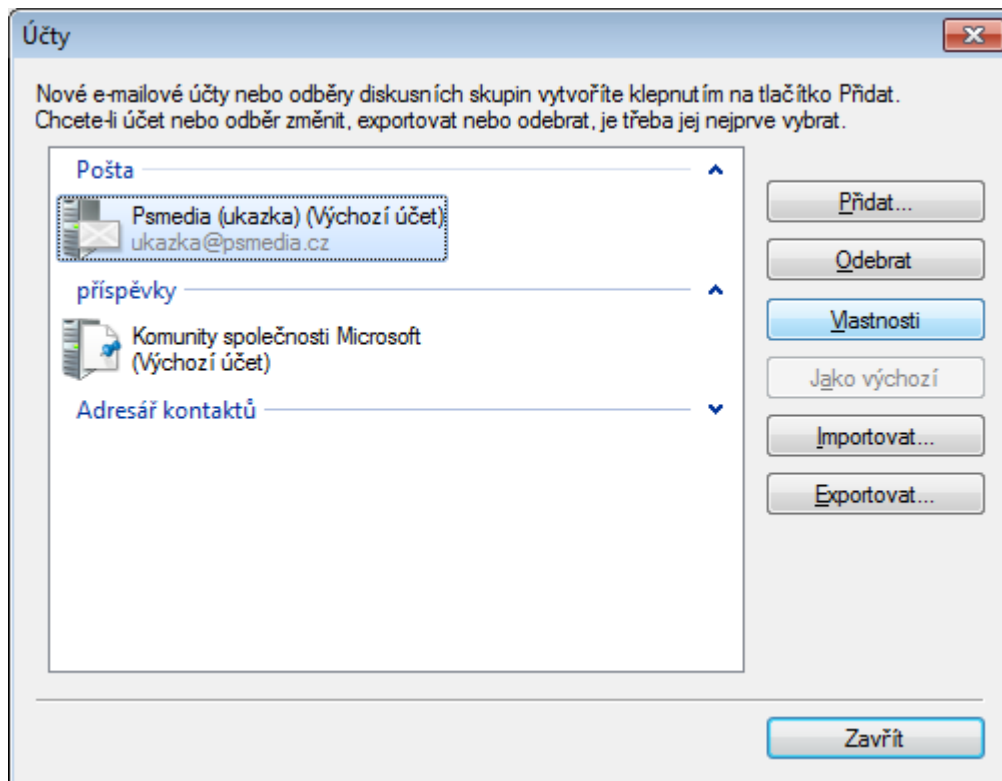 Účty
Nové e-mailové účty nebo odběry diskusních skupin vytvoříte klepnutím na tlačítko Přidat.
Chcete-li účet nebo odběr změnit, exportovat nebo odebrat, je třeba jej nejprve vybrat.
Pošta
Psmedia (ukazka) (Výchozí účet)
ukazka@psmedia.cz
příspěvky
Komunity společnosti Microsoft
(Výchozí účet)
Adresář kontaktů
Přidat...
Odebrat
Vlastnosti
Jako výchozí
Importovat...
Exportovat...
Zavřít